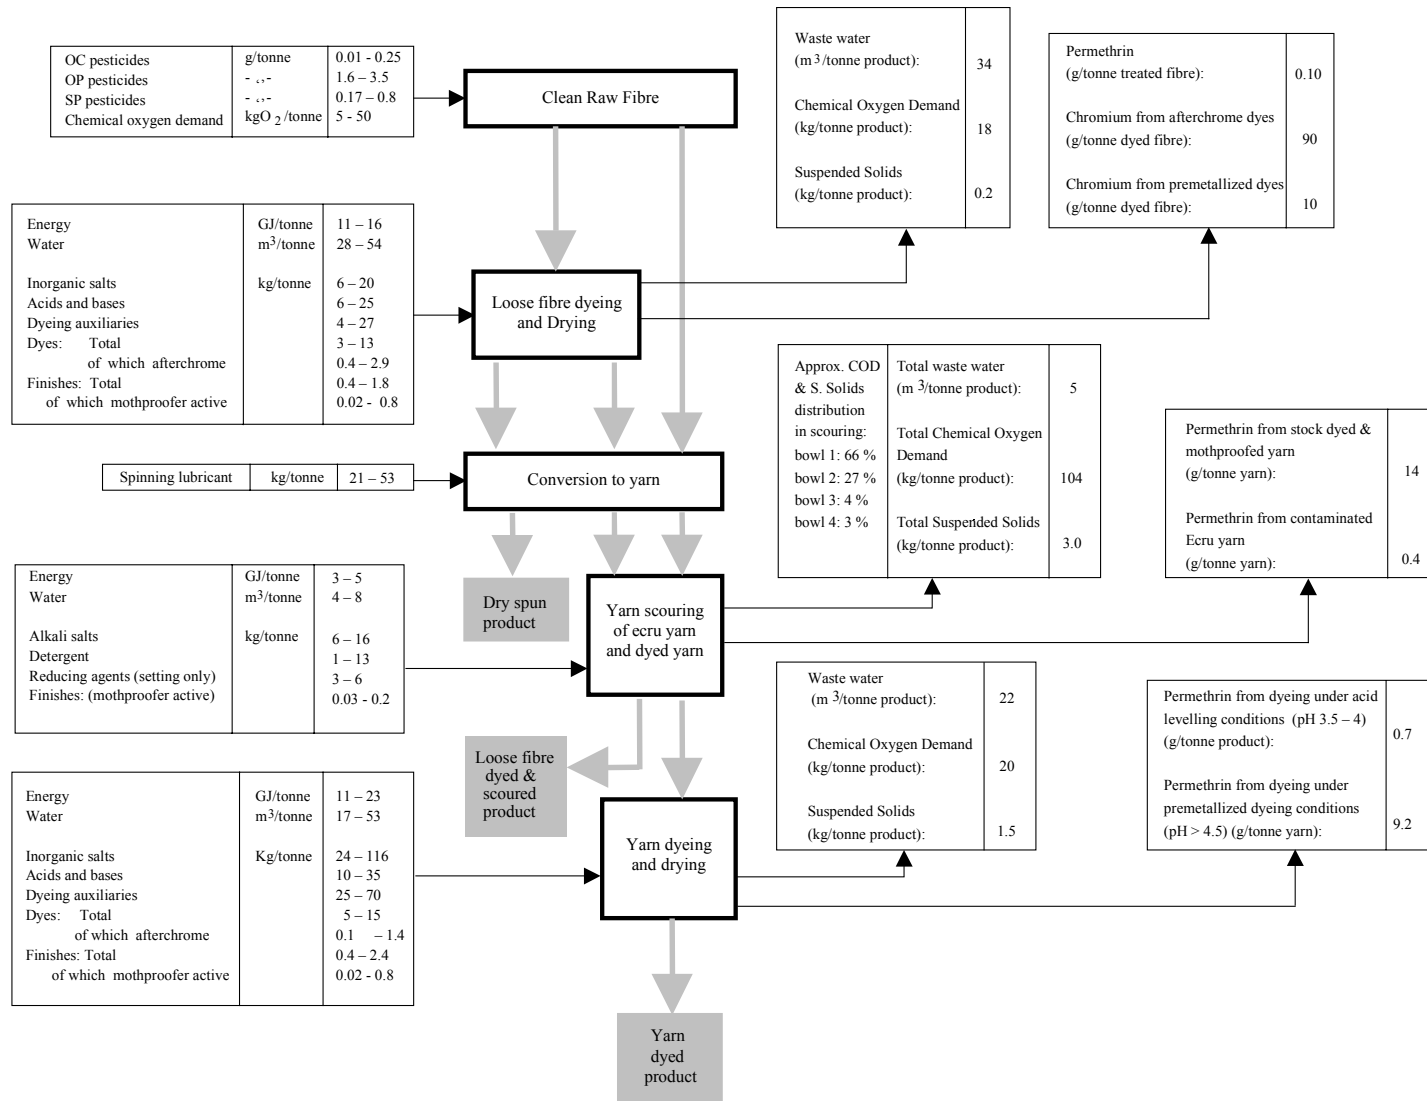 OC pesticides g/tonne 0.01 - 0.25
OP pesticides - ‘,- 1.6 – 3.5
SP pesticides - ‘,- 0.17 – 0.8
Chemical oxygen demand kgO 2 /tonne 5 - 50
Clean Raw Fibre
Waste water
(m 3 /tonne product): 34
Chemical Oxygen Demand
(kg/tonne product): 18
Suspended Solids
(kg/tonne product): 0.2
Permethrin
(g/tonne treated fibre): 0.10
Chromium from afterchrome dyes
(g/tonne dyed fibre): 90
Chromium from premetallized dyes
(g/tonne dyed fibre): 10
Energy GJ/tonne 11 – 16
Water m3/tonne 28 – 54
Inorganic salts kg/tonne 6 – 20
Acids and bases 6 – 25
Dyeing auxiliaries 4 – 27
Dyes: Total 3 – 13
of which afterchrome 0.4 – 2.9
Finishes: Total 0.4 – 1.8
of which mothproofer active 0.02 - 0.8
Loose fibre dyeing
and Drying
Approx. COD
& S. Solids
distribution
in scouring:
bowl 1: 66 %
bowl 2: 27 %
bowl 3: 4 %
bowl 4: 3 %
Total waste water
(m 3/tonne product): 5
Total Chemical Oxygen
Demand
(kg/tonne product): 104
Total Suspended Solids
(kg/tonne product): 3.0
Permethrin from stock dyed &
mothproofed yarn
(g/tonne yarn): 14
Permethrin from contaminated
Ecru yarn
(g/tonne yarn): 0.4
Spinning lubricant kg/tonne 21 – 53
Conversion to yarn
Energy GJ/tonne 3 – 5
Water m3/tonne 4 – 8
Alkali salts kg/tonne 6 – 16
Detergent 1 – 13
Reducing agents (setting only) 3 – 6
Finishes: (mothproofer active) 0.03 - 0.2
Dry spun
product
Yarn scouring
of ecru yarn
and dyed yarn
Waste water
(m 3/tonne product): 22
Chemical Oxygen Demand
(kg/tonne product): 20
Suspended Solids
(kg/tonne product): 1.5
Permethrin from dyeing under acid
levelling conditions (pH 3.5 – 4)
(g/tonne product): 0.7
Permethrin from dyeing under
premetallized dyeing conditions
(pH > 4.5) (g/tonne yarn): 9.2
Loose fibre
dyed &
scoured
product
Energy GJ/tonne 11 – 23
Water m3/tonne 17 – 53
Inorganic salts Kg/tonne 24 – 116
Acids and bases 10 – 35
Dyeing auxiliaries 25 – 70
Dyes: Total 5 – 15
of which afterchrome 0.1 – 1.4
Finishes: Total 0.4 – 2.4
of which mothproofer active 0.02 - 0.8
Yarn dyeing
and drying
Yarn
dyed
product